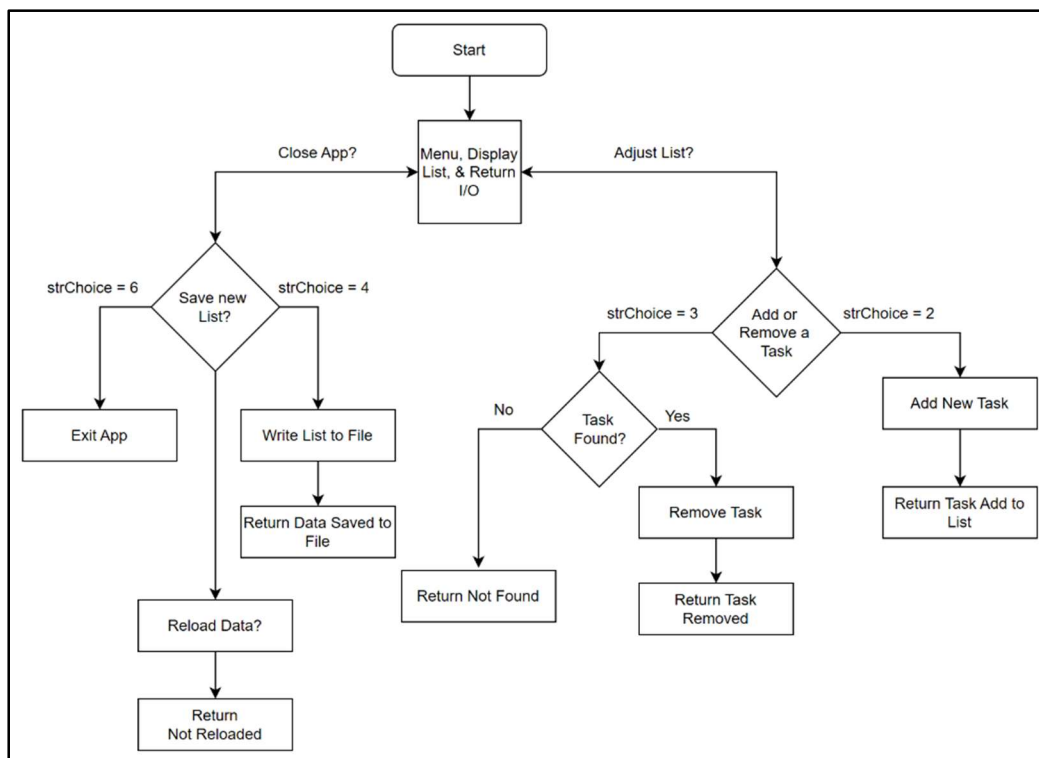 Start
Close App?
Menu, Display
List, & Return
I/O
Adjust List?
strChoice = 6
Save new
List?
strChoice = 4
strChoice = 3
Add or
Remove a
Task
strChoice = 2
Exit App
Write List to File
No
Task
Found?
Yes
Add New Task
Return Data Saved to
File
Remove Task
Return Task Add to
List
Reload Data?
Return Not Found
Return Task
Removed
Return
Not Reloaded